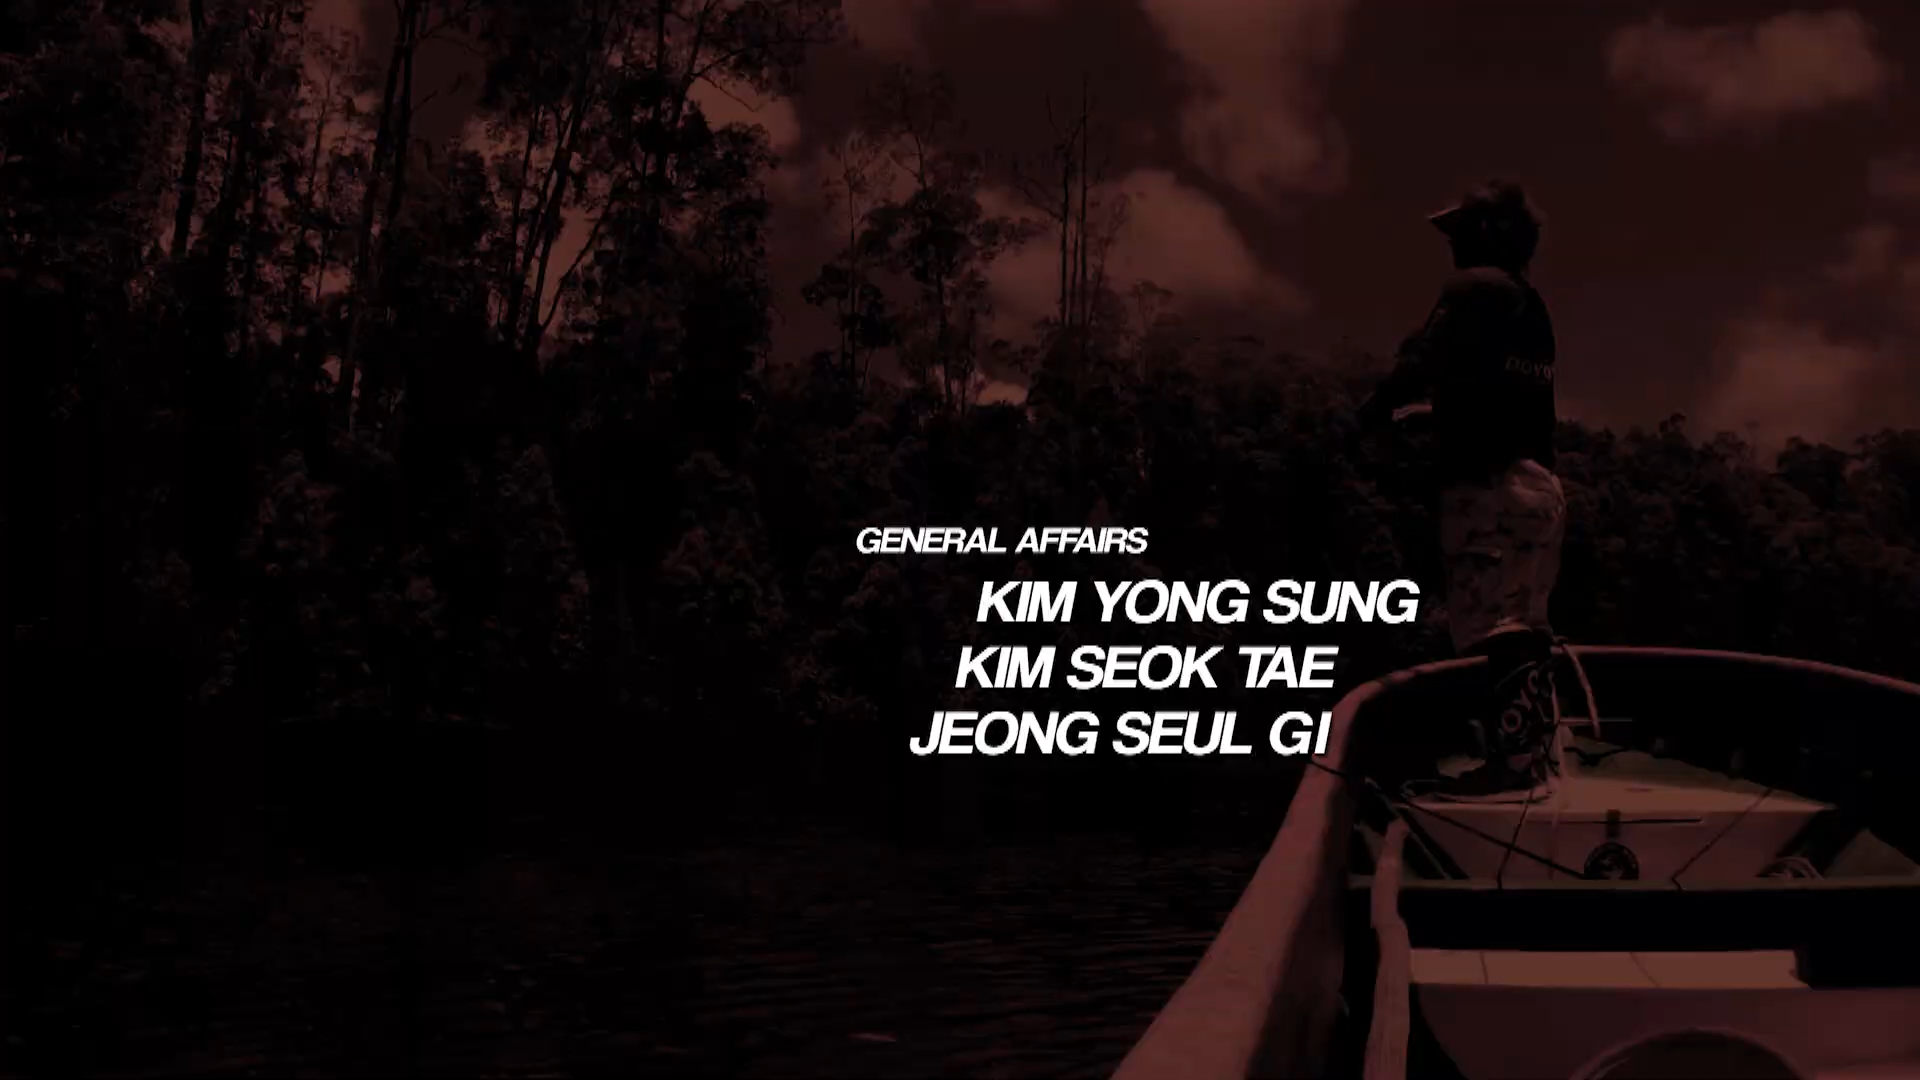 GENERAL AFFAIRS
KIM YONG SUNG
KIM SEOK TAE
JEONG SEUL GI